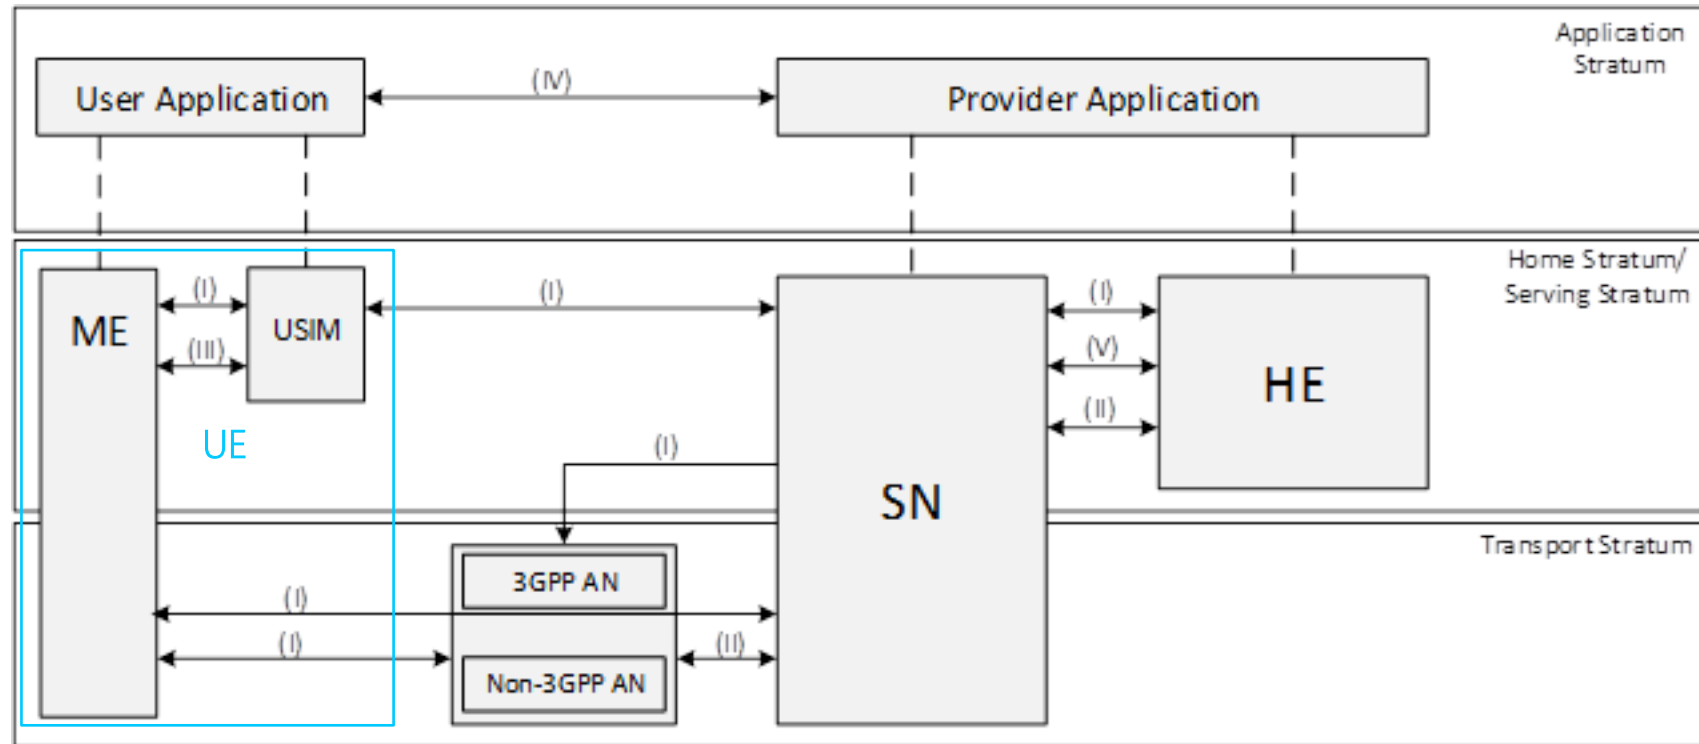 Application
Stratum
User Application
(IV)
Provider Application
Home Stratum/
Serving Stratum
ME
(I)
(III)
USIM
UE
(I)
(I)
(V)
(II)
HE
(I)
SN
Transport Stratum
3GPP AN
(I)
(I)
(II)
Non-3GPP AN